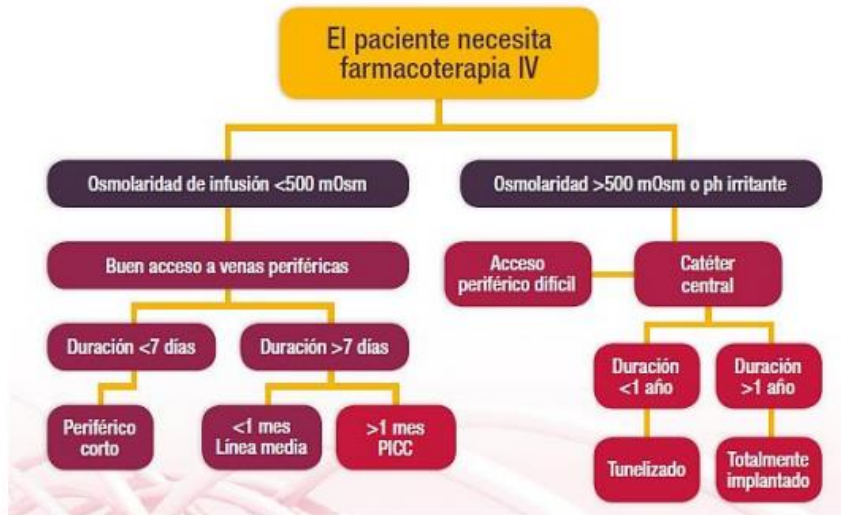 El paciente necesita
farmacoterapia IV
Osmolaridad de infusión <500 mOsm
Osmolaridad >500 mOsm o ph irritante
Buen acceso a venas periféricas
Acceso
periférico difícil
Catéter
central
Duración <7 días
Duración >7 días
Duración
<1 año
Duración
>1 año
Periférico
corto
<1 mes
Línea media
>1 mes
PICC
Tunelizado
Totalmente
implantado